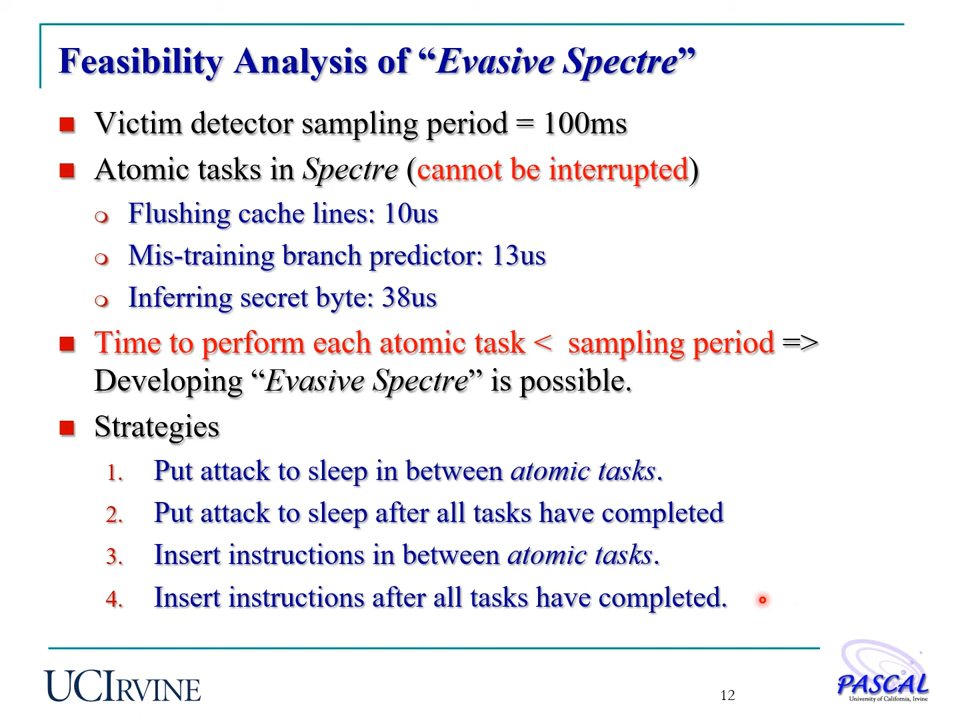 Feasibility Analysis of “Evasive Spectre”
Victim detector sampling period = 100ms
Atomic tasks in Spectre (cannot be interrupted)
Flushing cache lines: 10us
Mis-training branch predictor: 13us
Inferring secret byte: 38us
Time to perform each atomic task < sampling period =>
Developing “Evasive Spectre” is possible.
Strategies
1. Put attack to sleep in between atomic tasks.
2. Put attack to sleep after all tasks have completed
3. Insert instructions in between atomic tasks.
4. Insert instructions after all tasks have completed.
UCIRVINE
12
PASCAL
University of California, Irvine